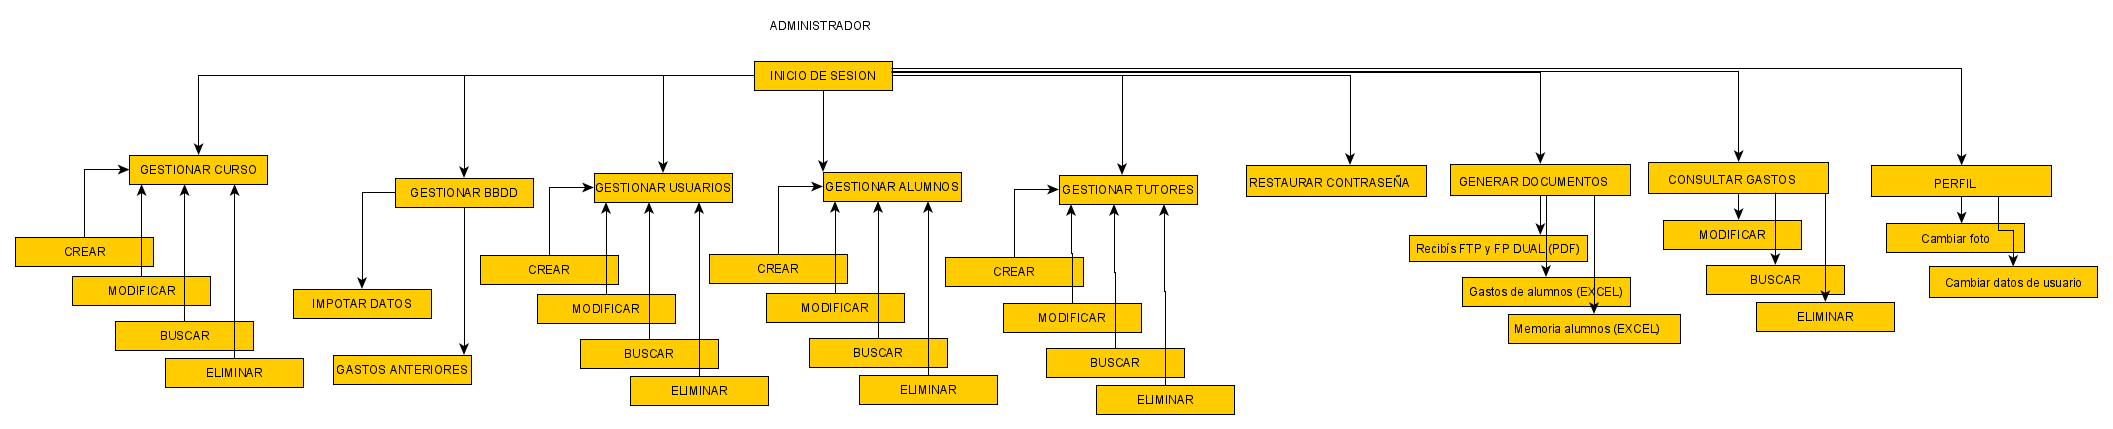 ADMINISTRADOR
INICIO DE SESION
GESTIONAR CURSO
CREAR
MODIFICAR
BUSCAR
ELIMINAR
GESTIONAR BBDD
IMPOTAR DATOS
GASTOS ANTERIORES
GESTIONAR USUARIOS
CREAR
MODIFICAR
BUSCAR
ELIMINAR
GESTIONAR ALUMNOS
CREAR
MODIFICAR
BUSCAR
ELIMINAR
GESTIONAR TUTORES
CREAR
MODIFICAR
BUSCAR
ELIMINAR
RESTAURAR CONTRASEÑA
GENERAR DOCUMENTOS
Recibís FTP y FP DUAL (PDF)
Gastos de alumnos (EXCEL)
Memoria alumnos (EXCEL)
CONSULTAR GASTOS
MODIFICAR
BUSCAR
ELIMINAR
PERFIL
Cambiar foto
Cambiar datos de usuario